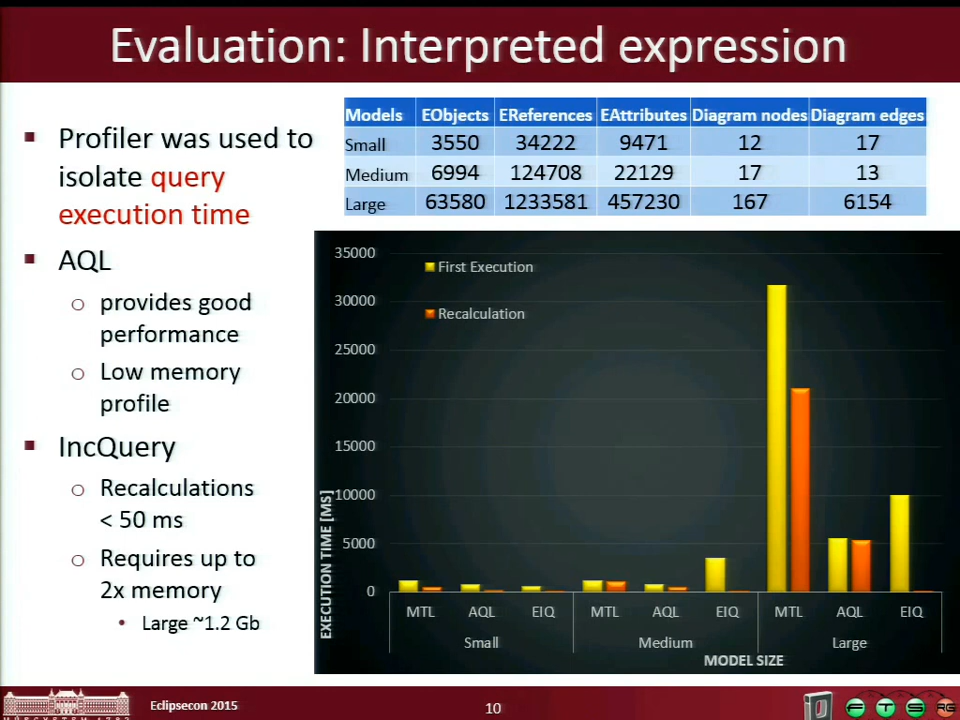 Evaluation: Interpreted expression
Profiler was used to
isolate query
execution time
AQL
provides good
performance
Low memory
profile
IncQuery
Recalculations
< 50 ms
Requires up to
2x memory
Large ~1.2 Gb
Models EObjects EReferences EAttributes Diagram nodes Diagram edges
Small 3550 34222 9471 12 17
Medium 6994 124708 22129 17 13
Large 63580 1233581 457230 167 6154
35000
30000
25000
20000
15000
10000
5000
0
First Execution
Recalculation
EXECUTION TIME [MS]
MTL AQL EIQ MTL AQL EIQ MTL AQL EIQ
Small Medium Large
MODEL SIZE
Eclipsecon 2015
10
F T S RG